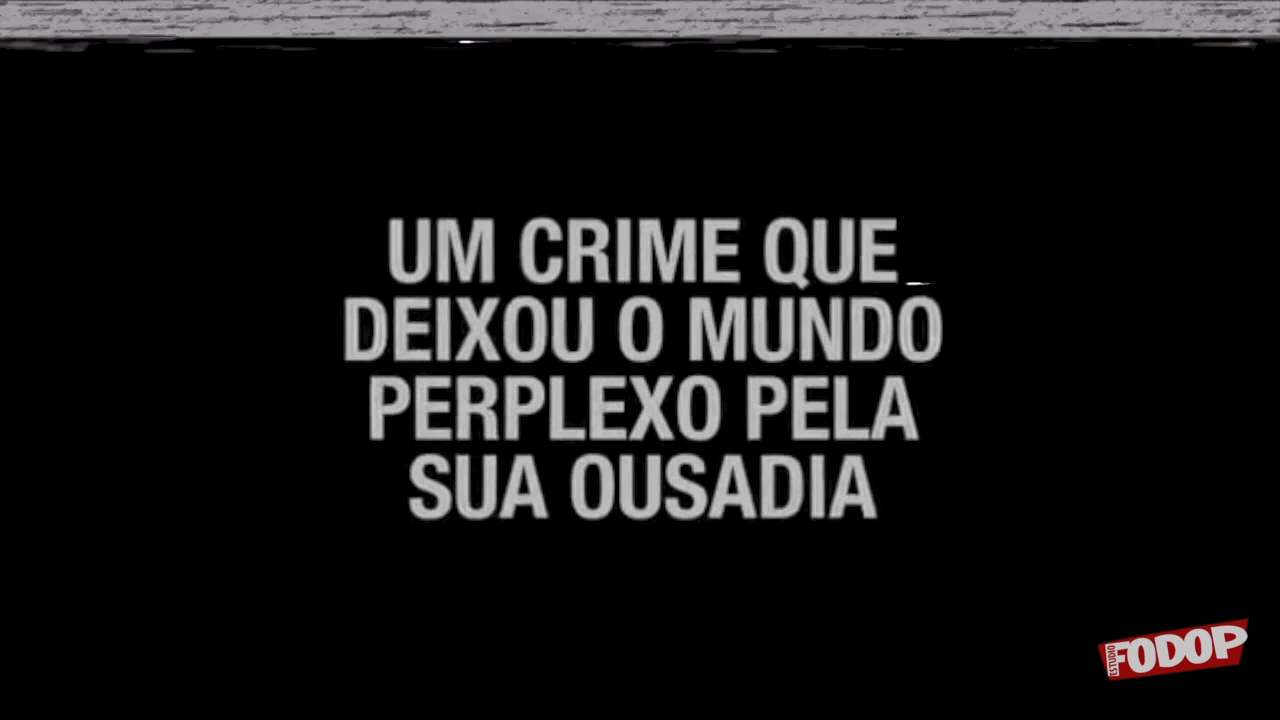 UM CRIME QUE
DEIXOU O MUNDO
PERPLEXO PELA
SUA OUSADIA
ESTUDIO
FODOP